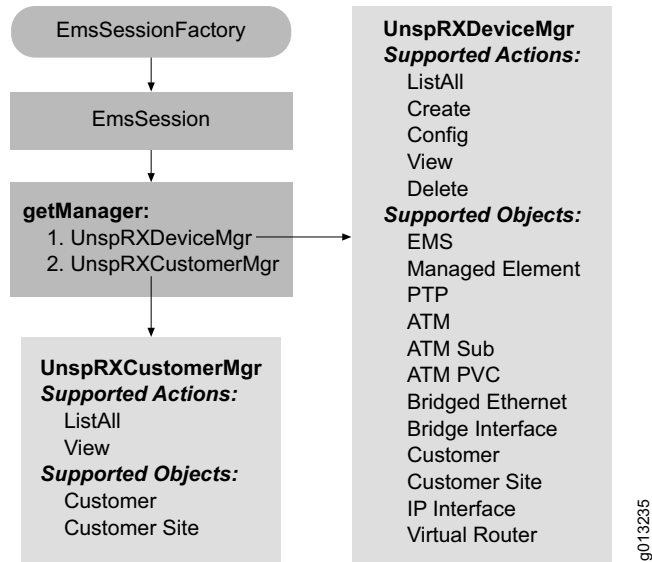 EmsSessionFactory
EmsSession
getManager:
1. UnspRXDeviceMgr
2. UnspRXCustomerMgr
UnspRXCustomerMgr
Supported Actions:
ListAll
View
Supported Objects:
Customer
Customer Site
UnspRXDeviceMgr
Supported Actions:
ListAll
Create
Config
View
Delete
Supported Objects:
EMS
Managed Element
PTP
ATM
ATM Sub
ATM PVC
Bridged Ethernet
Bridge Interface
Customer
Customer Site
IP Interface
Virtual Router
g013235